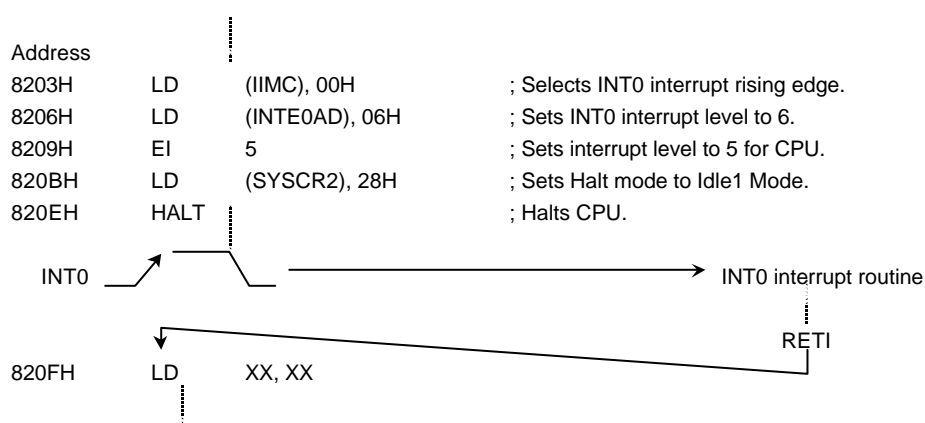 Address
8203H LD (IIMC), 00H ; Selects INT0 interrupt rising edge.
8206H LD (INTE0AD), 06H ; Sets INT0 interrupt level to 6.
8209H EI 5 ; Sets interrupt level to 5 for CPU.
820BH LD (SYSCR2), 28H ; Sets Halt mode to Idle1 Mode.
820EH HALT ; Halts CPU.
INT0 INT0 interrupt routine
RETI
820FH LD XX, XX